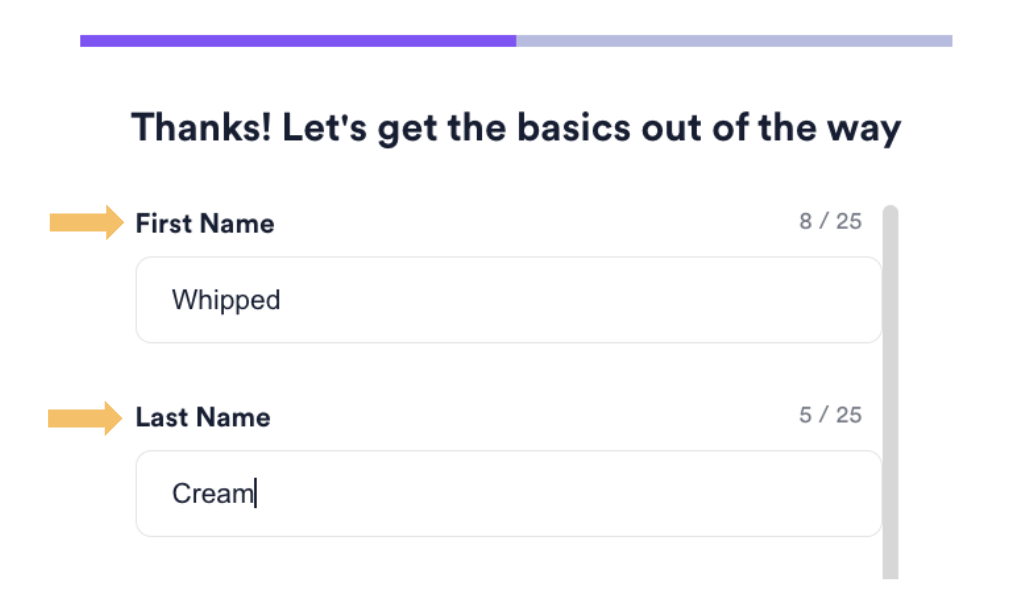 Thanks! Let's get the basics out of the way
First Name 8 / 25
Whipped
Last Name 5 / 25
Cream